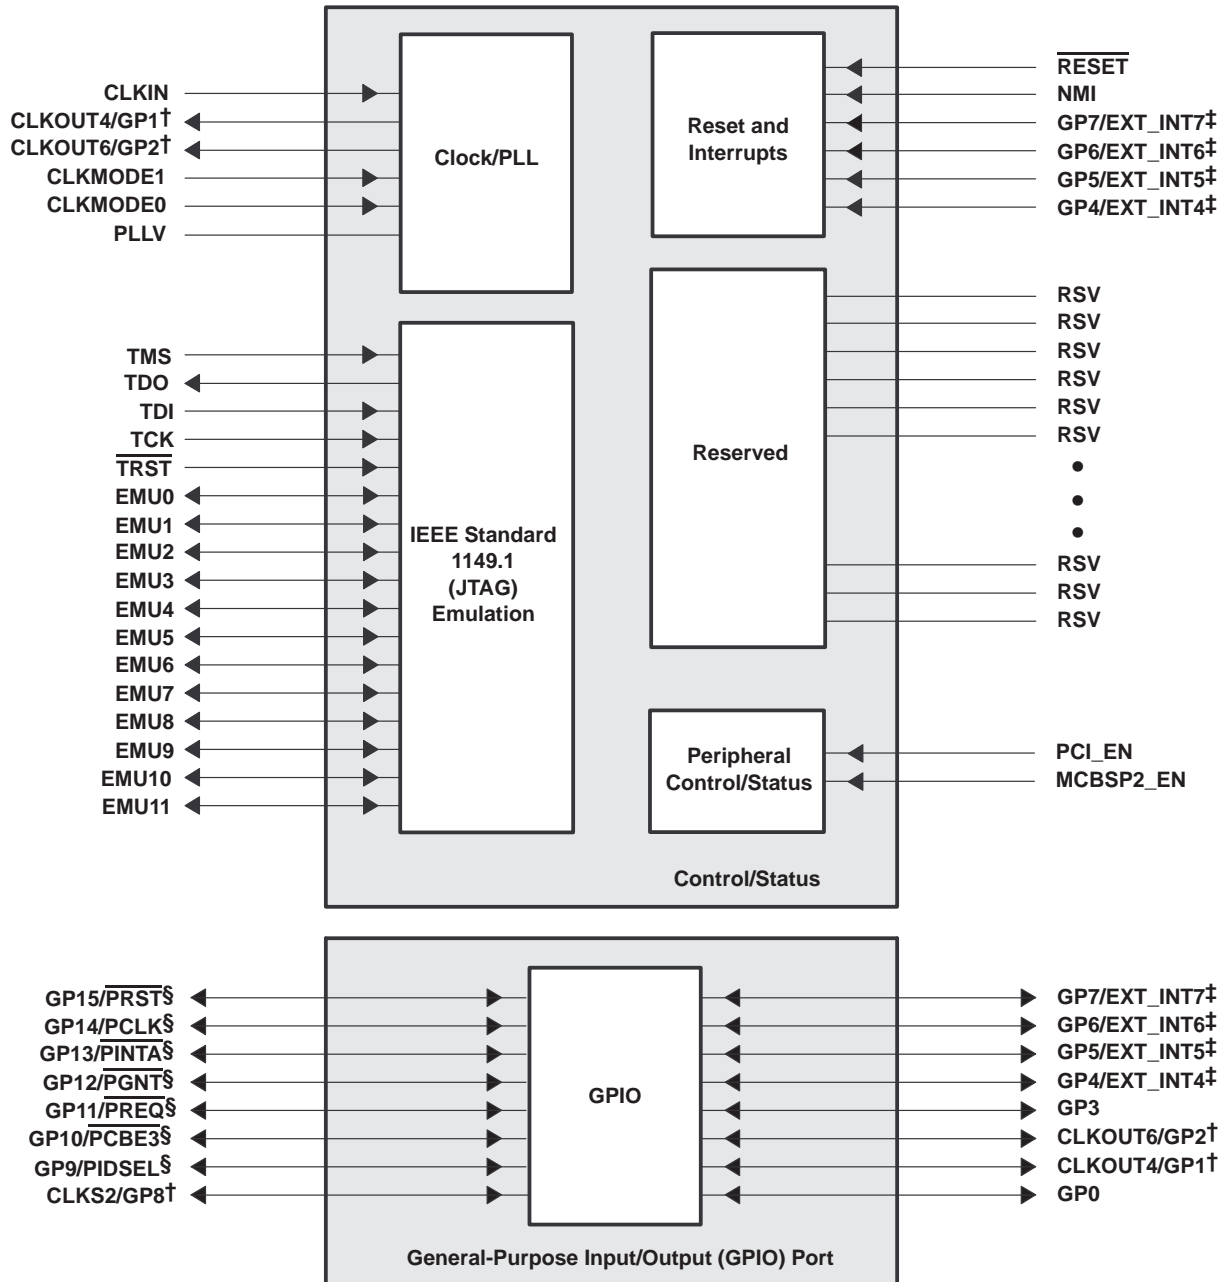 CLKIN
CLKOUT4/GP1†
CLKOUT6/GP2†
CLKMODE1
CLKMODE0
PLLV
Clock/PLL
Reset and
Interrupts
RESET
NMI
GP7/EXT_INT7‡
GP6/EXT_INT6‡
GP5/EXT_INT5‡
GP4/EXT_INT4‡
TMS
TDO
TDI
TCK
TRST
EMU0
EMU1
EMU2
EMU3
EMU4
EMU5
EMU6
EMU7
EMU8
EMU9
EMU10
EMU11
IEEE Standard
1149.1
(JTAG)
Emulation
Reserved
RSV
RSV
RSV
RSV
RSV
RSV
•
•
•
RSV
RSV
RSV
Peripheral
Control/Status
PCI_EN
MCBSP2_EN
Control/Status
GP15/PRST§
GP14/PCLK§
GP13/PINTA§
GP12/PGNT§
GP11/PREQ§
GP10/PCBE3§
GP9/PIDSEL§
CLKS2/GP8†
GPIO
GP7/EXT_INT7‡
GP6/EXT_INT6‡
GP5/EXT_INT5‡
GP4/EXT_INT4‡
GP3
CLKOUT6/GP2†
CLKOUT4/GP1†
GP0
General-Purpose Input/Output (GPIO) Port